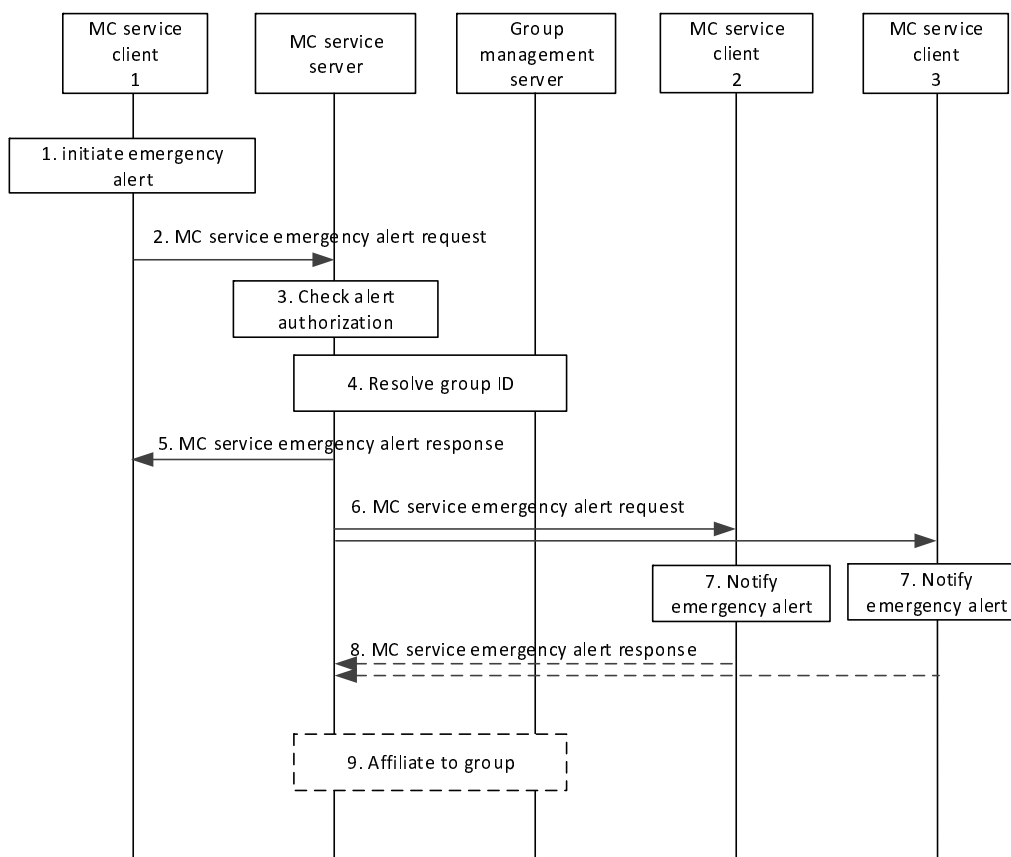 MC service
client
1
MC service
server
Group
management
server
MC service
client
2
MC service
client
3
1. initiate emergency
alert
2. MC service emergency alert request
3. Check alert
authorization
4. Resolve group ID
5. MC service emergency alert response
6. MC service emergency alert request
7. Notify
emergency alert
7. Notify
emergency alert
8. MC service emergency alert response
9. Affiliate to group